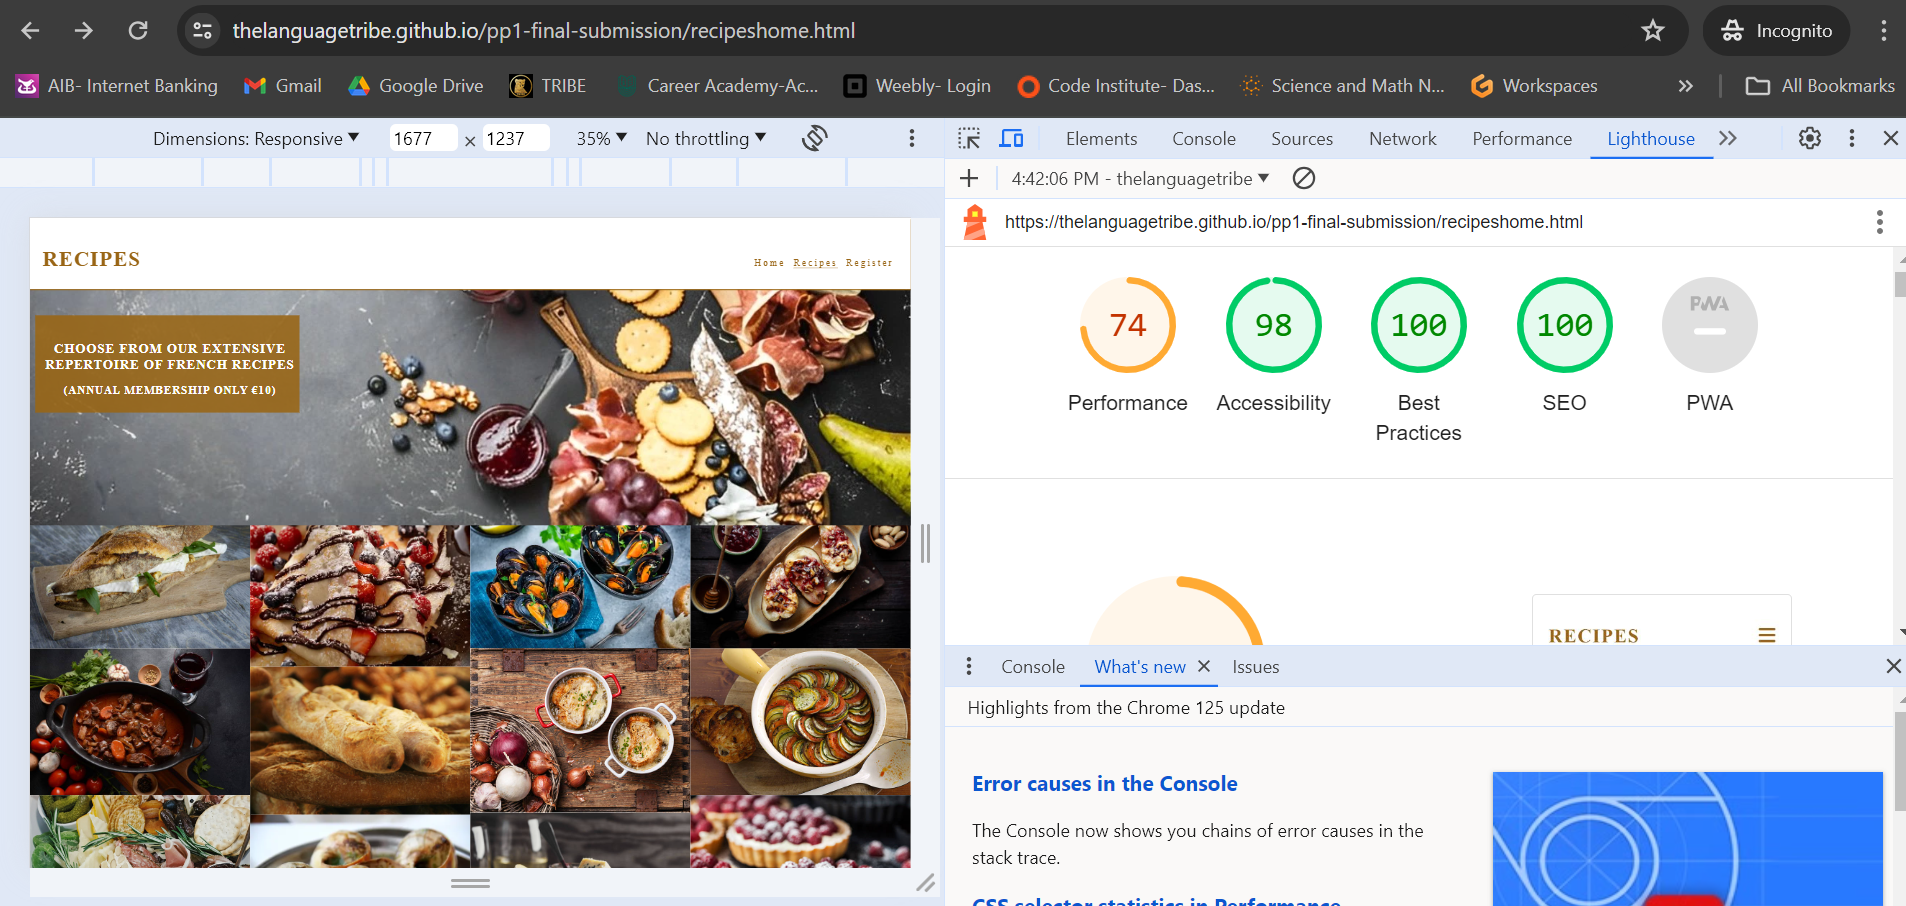 thelanguagetribe.github.io/pp1-final-submission/recipeshome.html
Incognito
AIB- Internet Banking
Gmail
Google Drive
TRIBE
Career Academy-Ac...
Weebly- Login
Code Institute- Das...
Science and Math N...
Workspaces
All Bookmarks
Dimensions: Responsive
1677 × 1237
35%
No throttling
Elements
Console
Sources
Network
Performance
Lighthouse
4:42:06 PM - thelanguagetribe
https://thelanguagetribe.github.io/pp1-final-submission/recipeshome.html
RECIPES
Home Recipes Register
CHOOSE FROM OUR EXTENSIVE
REPERTOIRE OF FRENCH RECIPES
(ANNUAL MEMBERSHIP ONLY €10)
74
98
100
100
PWA
Performance
Accessibility
Best
Practices
SEO
PWA
RECIPES
Console
What's new
Issues
Highlights from the Chrome 125 update
Error causes in the Console
The Console now shows you chains of error causes in the
stack trace.
CSS selector statistics in Performance